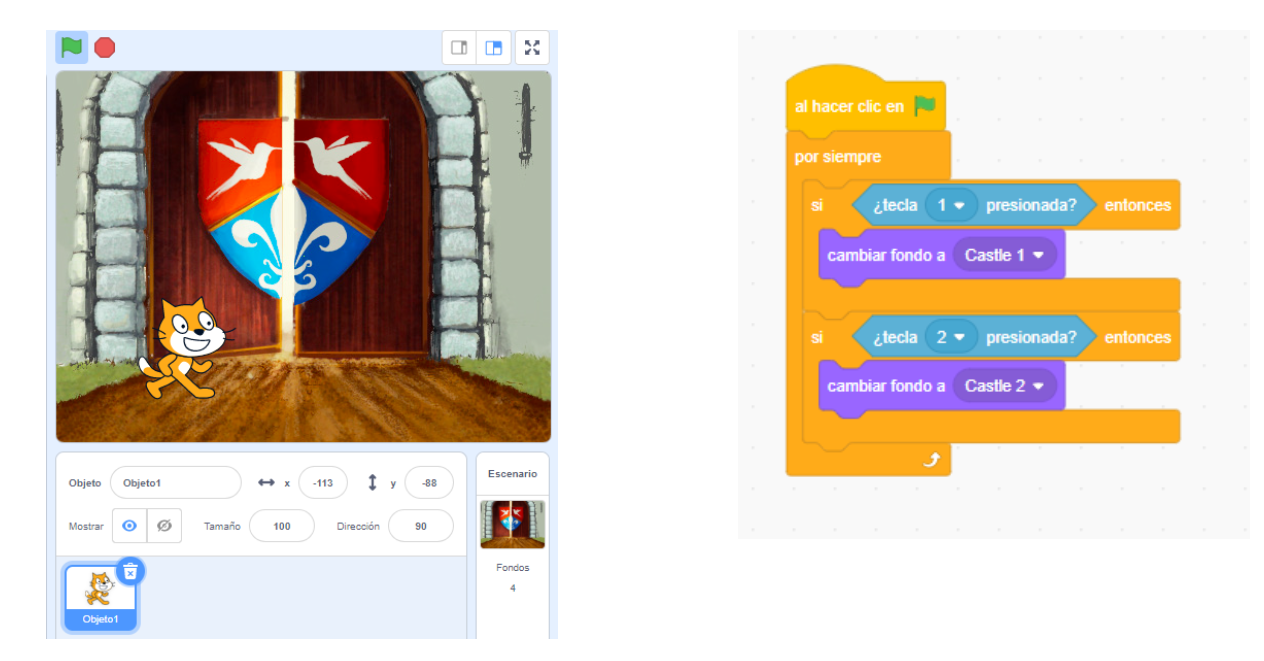 Objeto Objeto1 x -113 y -88
Mostrar Tamaño 100 Dirección 90
Objeto1
Escenario
Fondos
4
al hacer clic en
por siempre
si ¿tecla 1 presionada? entonces
cambiar fondo a Castle 1
si ¿tecla 2 presionada? entonces
cambiar fondo a Castle 2